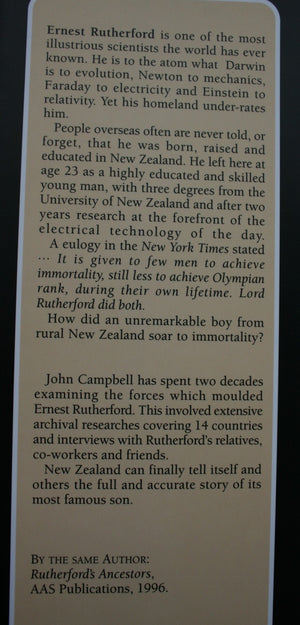 Ernest Rutherford is one of the most
illustrious scientists the world has ever
known. He is to the atom what Darwin
is to evolution, Newton to mechanics,
Faraday to electricity and Einstein to
relativity. Yet his homeland under-rates
him.
People overseas often are never told, or
forget, that he was born, raised and
educated in New Zealand. He left here at
age 23 as a highly educated and skilled
young man, with three degrees from the
University of New Zealand and after two
years research at the forefront of the
electrical technology of the day.
A eulogy in the New York Times stated
... It is given to few men to achieve
immortality, still less to achieve Olympian
rank, during their own lifetime. Lord
Rutherford did both.
How did an unremarkable boy from
rural New Zealand soar to immortality?
John Campbell has spent two decades
examining the forces which moulded
Ernest Rutherford. This involved extensive
archival researches covering 14 countries
and interviews with Rutherford's relatives,
co-workers and friends.
New Zealand can finally tell itself and
others the full and accurate story of its
most famous son.
BY THE SAME AUTHOR:
Rutherford's Ancestors,
AAS Publications, 1996.